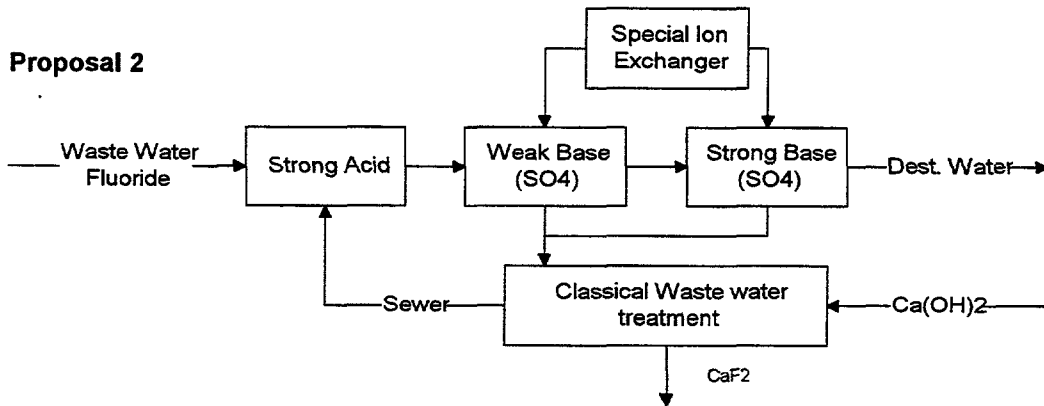 Special Ion
Exchanger
Proposal 2
Waste Water
Fluoride
Strong Acid
Weak Base
(SO4)
Strong Base
(SO4)
Dest. Water
Sewer
Classical Waste water
treatment
Ca(OH)2
CaF2